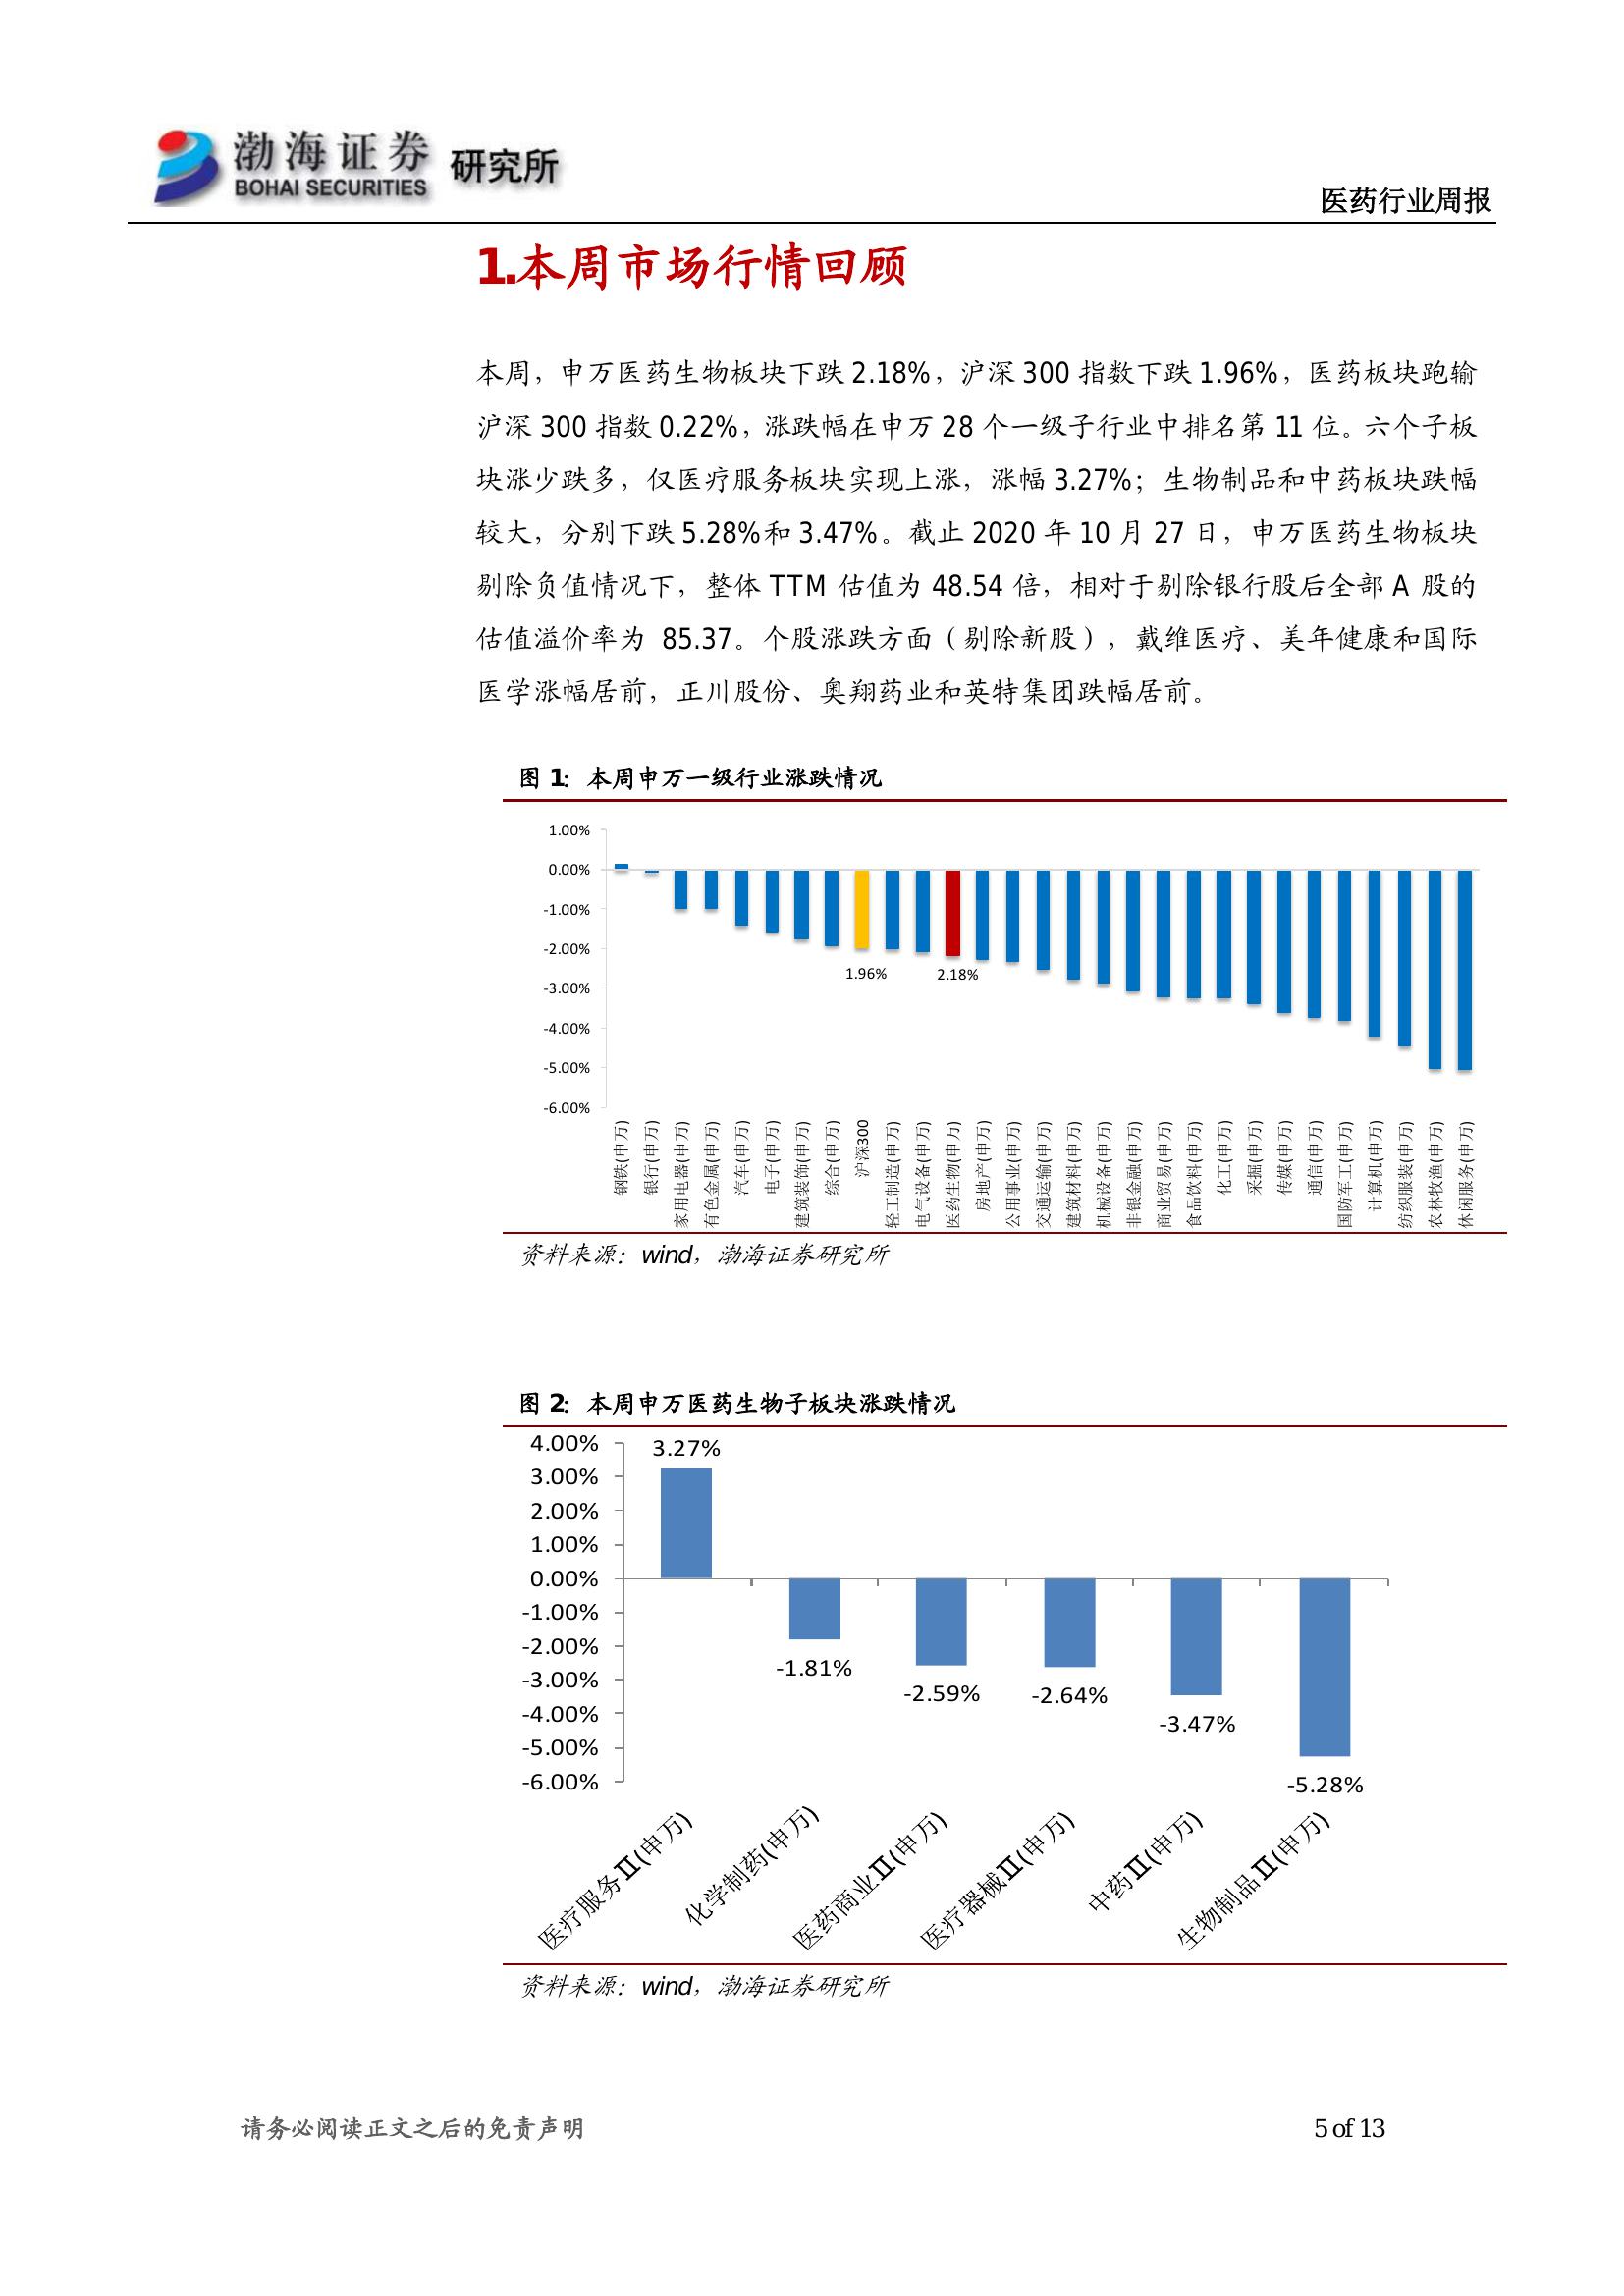 渤海证券 研究所
BOHAI SECURITIES
医药行业周报
1.本周市场行情回顾
本周，申万医药生物板块下跌 2.18%，沪深 300 指数下跌 1.96%，医药板块跑输
沪深 300 指数 0.22%，涨跌幅在申万 28 个一级子行业中排名第 11 位。六个子板
块涨少跌多，仅医疗服务板块实现上涨，涨幅 3.27%；生物制品和中药板块跌幅
较大，分别下跌 5.28%和 3.47%。截止 2020 年 10 月 27 日，申万医药生物板块
剔除负值情况下，整体 TTM 估值为 48.54 倍，相对于剔除银行股后全部 A 股的
估值溢价率为 85.37。个股涨跌方面（剔除新股），戴维医疗、美年健康和国际
医学涨幅居前，正川股份、奥翔药业和英特集团跌幅居前。
图 1：本周申万一级行业涨跌情况
1.00%
0.00%
-1.00%
-2.00%
-3.00%
-4.00%
-5.00%
-6.00%
1.96%
2.18%
钢铁(申万)
银行(申万)
家用电器(申万)
有色金属(申万)
汽车(申万)
电子(申万)
建筑装饰(申万)
综合(申万)
沪深300
轻工制造(申万)
电气设备(申万)
医药生物(申万)
房地产(申万)
公用事业(申万)
交通运输(申万)
建筑材料(申万)
机械设备(申万)
非银金融(申万)
商业贸易(申万)
食品饮料(申万)
化工(申万)
采掘(申万)
传媒(申万)
通信(申万)
国防军工(申万)
计算机(申万)
纺织服装(申万)
农林牧渔(申万)
休闲服务(申万)
资料来源：wind，渤海证券研究所
图 2：本周申万医药生物子板块涨跌情况
4.00%
3.00%
2.00%
1.00%
0.00%
-1.00%
-2.00%
-3.00%
-4.00%
-5.00%
-6.00%
3.27%
-1.81%
-2.59%
-2.64%
-3.47%
-5.28%
医疗服务Ⅱ(申万)
化学制药(申万)
医药商业Ⅱ(申万)
医疗器械Ⅱ(申万)
中药Ⅱ(申万)
生物制品Ⅱ(申万)
资料来源：wind，渤海证券研究所
请务必阅读正文之后的免责声明
5 of 13